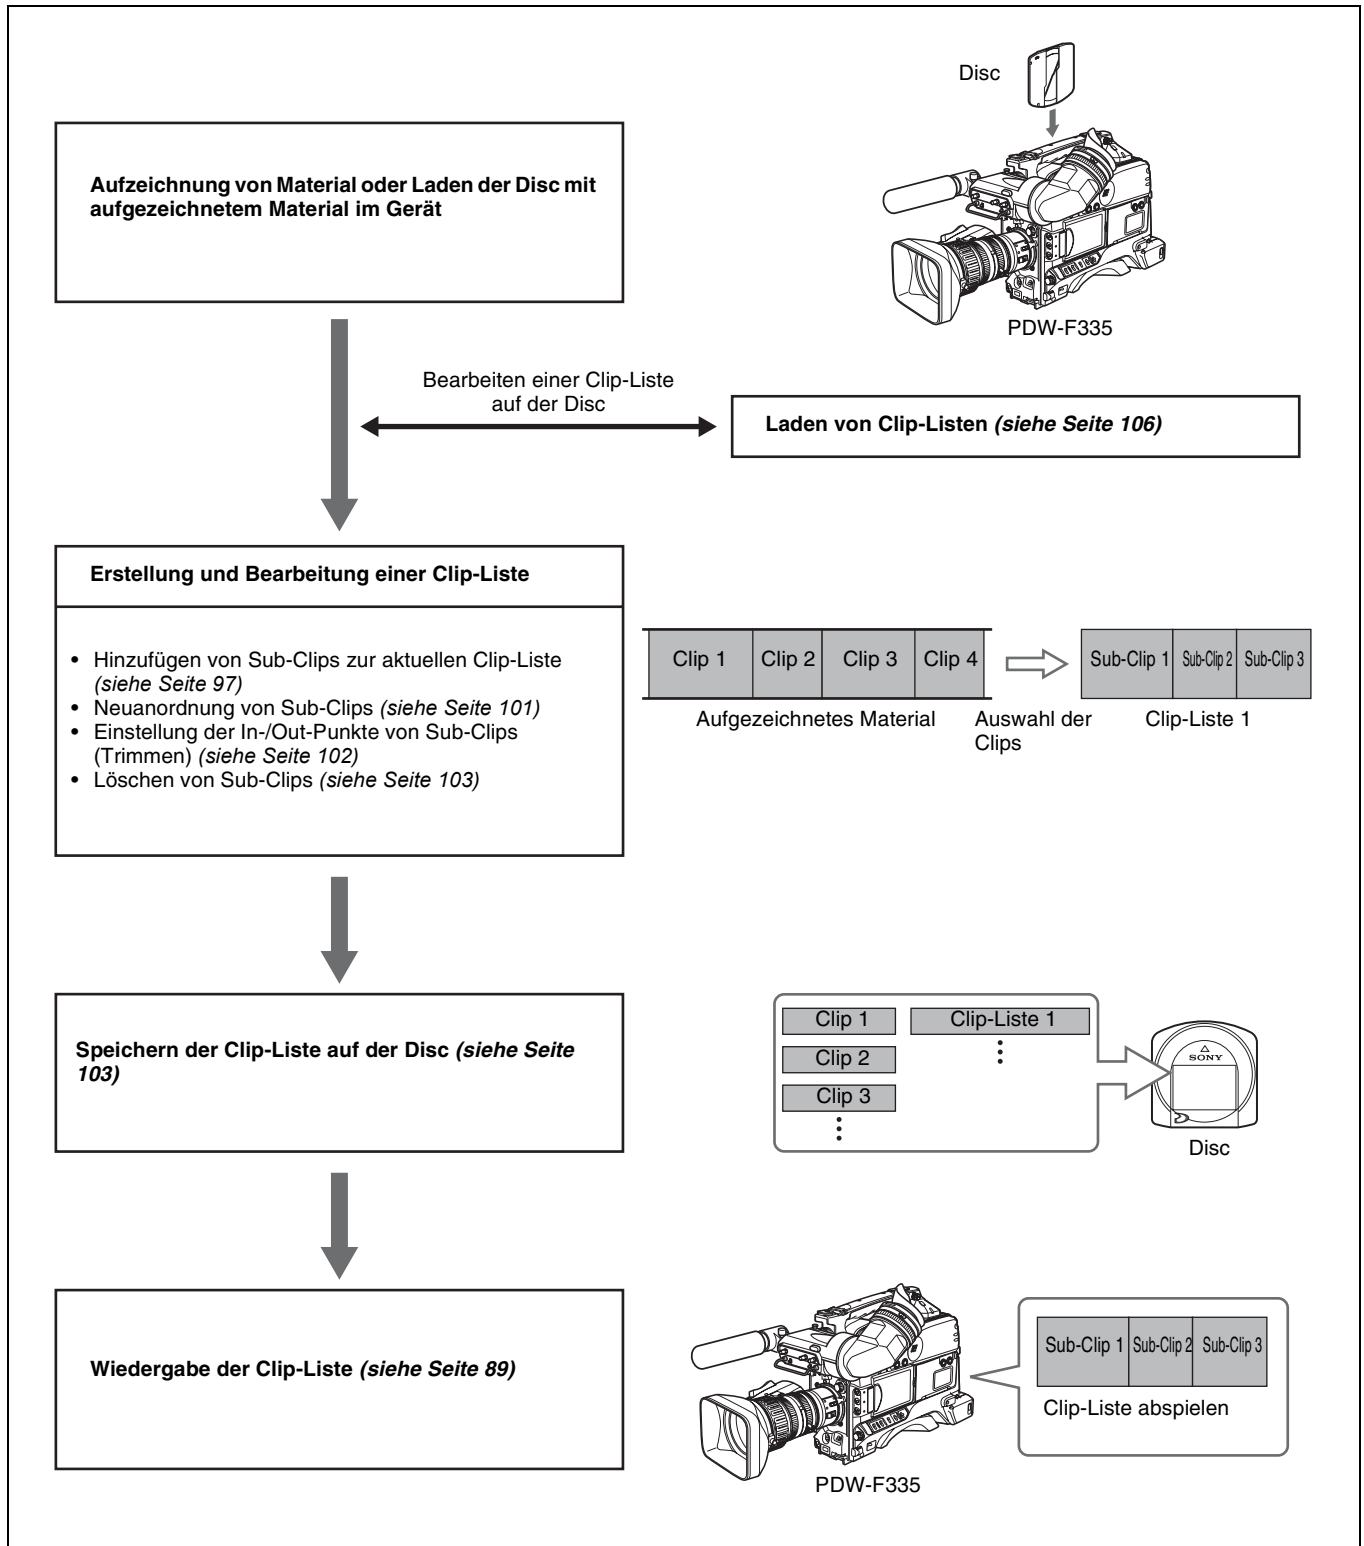 Disc
Aufzeichnung von Material oder Laden der Disc mit
aufgezeichnetem Material im Gerät
PDW-F335
Bearbeiten einer Clip-Liste
auf der Disc
Laden von Clip-Listen (siehe Seite 106)
Erstellung und Bearbeitung einer Clip-Liste
• Hinzufügen von Sub-Clips zur aktuellen Clip-Liste
(siehe Seite 97)
• Neuanordnung von Sub-Clips (siehe Seite 101)
• Einstellung der In-/Out-Punkte von Sub-Clips
(Trimmen) (siehe Seite 102)
• Löschen von Sub-Clips (siehe Seite 103)
Clip 1 Clip 2 Clip 3 Clip 4
Sub-Clip 1 Sub-Clip 2 Sub-Clip 3
Aufgezeichnetes Material
Auswahl der
Clips
Clip-Liste 1
Speichern der Clip-Liste auf der Disc (siehe Seite
103)
Clip 1
Clip 2
Clip 3
Clip-Liste 1
SONY
Disc
Wiedergabe der Clip-Liste (siehe Seite 89)
Sub-Clip 1 Sub-Clip 2 Sub-Clip 3
Clip-Liste abspielen
PDW-F335